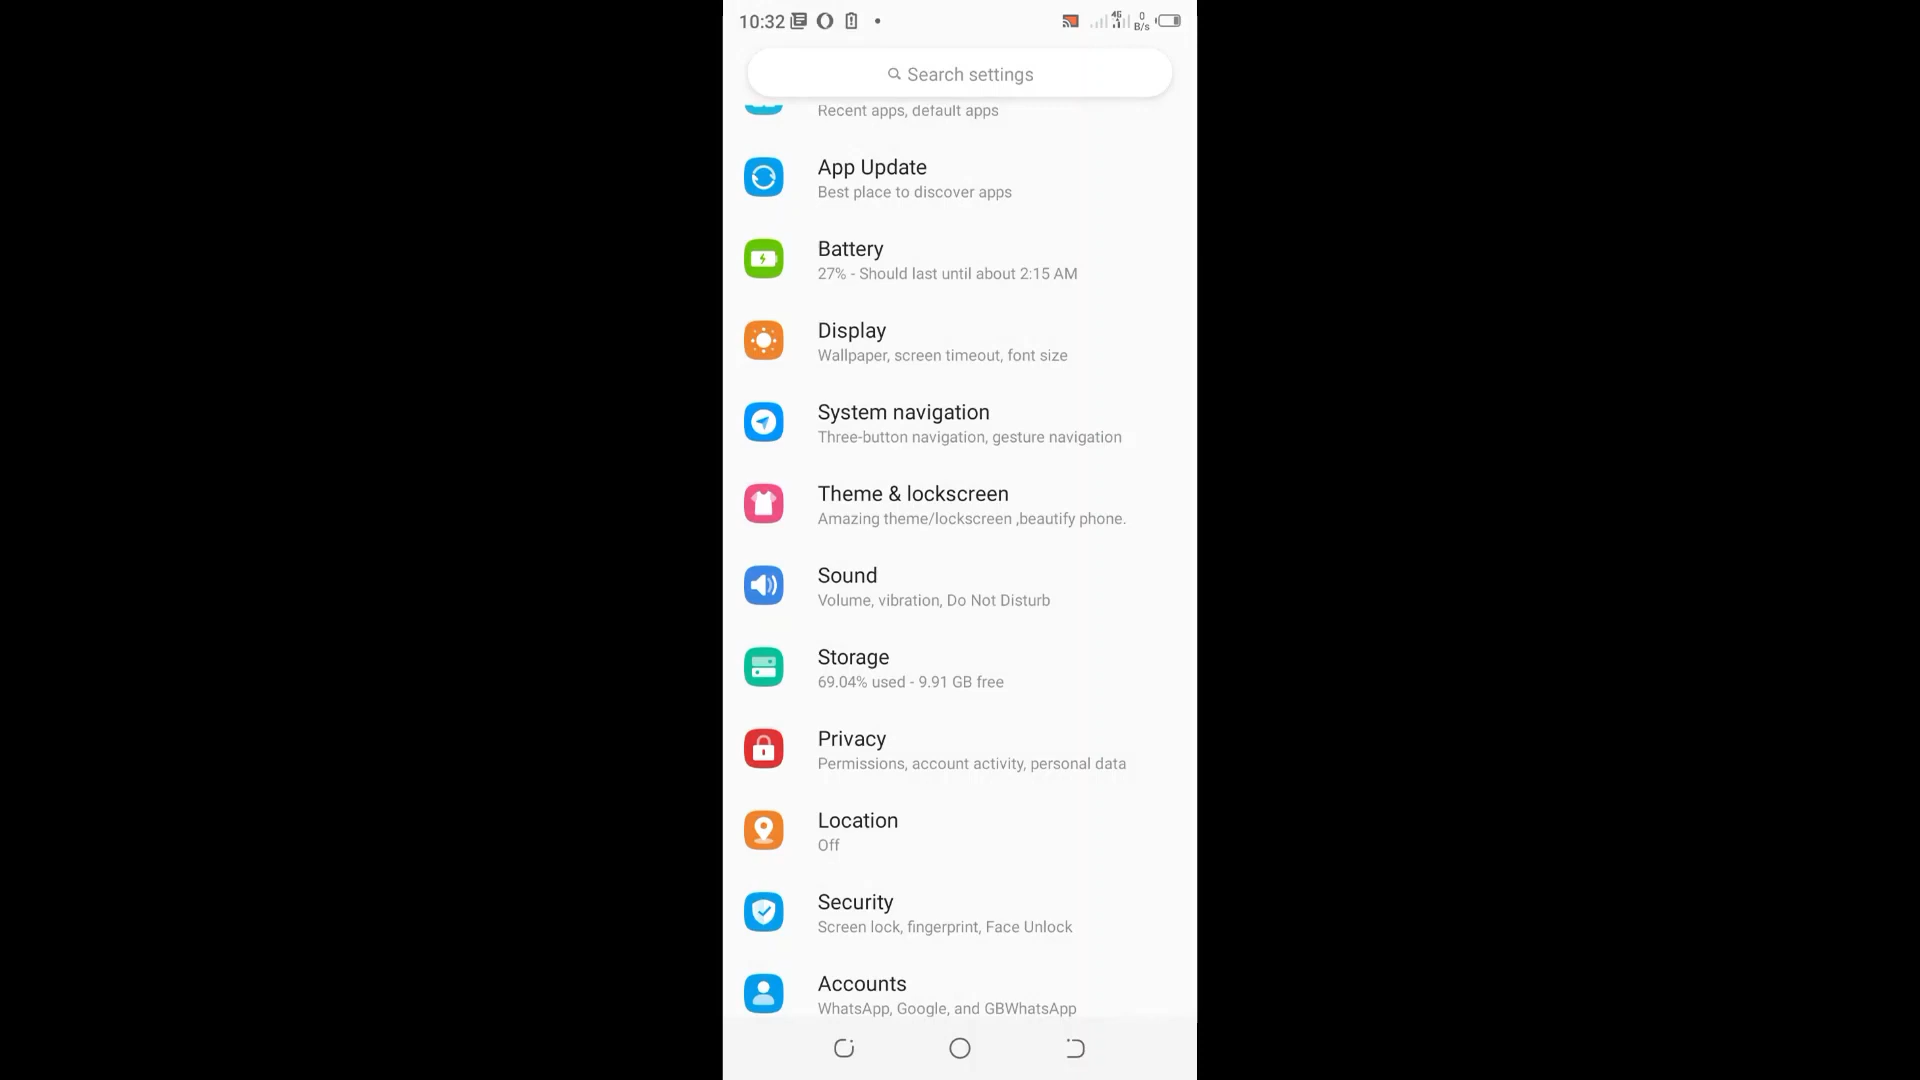 10:32
4G
0
B/s
Search settings
Recent apps, default apps
App Update
Best place to discover apps
Battery
27% - Should last until about 2:15 AM
Display
Wallpaper, screen timeout, font size
System navigation
Three-button navigation, gesture navigation
Theme & lockscreen
Amazing theme/lockscreen ,beautify phone.
Sound
Volume, vibration, Do Not Disturb
Storage
69.04% used - 9.91 GB free
Privacy
Permissions, account activity, personal data
Location
Off
Security
Screen lock, fingerprint, Face Unlock
Accounts
WhatsApp, Google, and GBWhatsApp